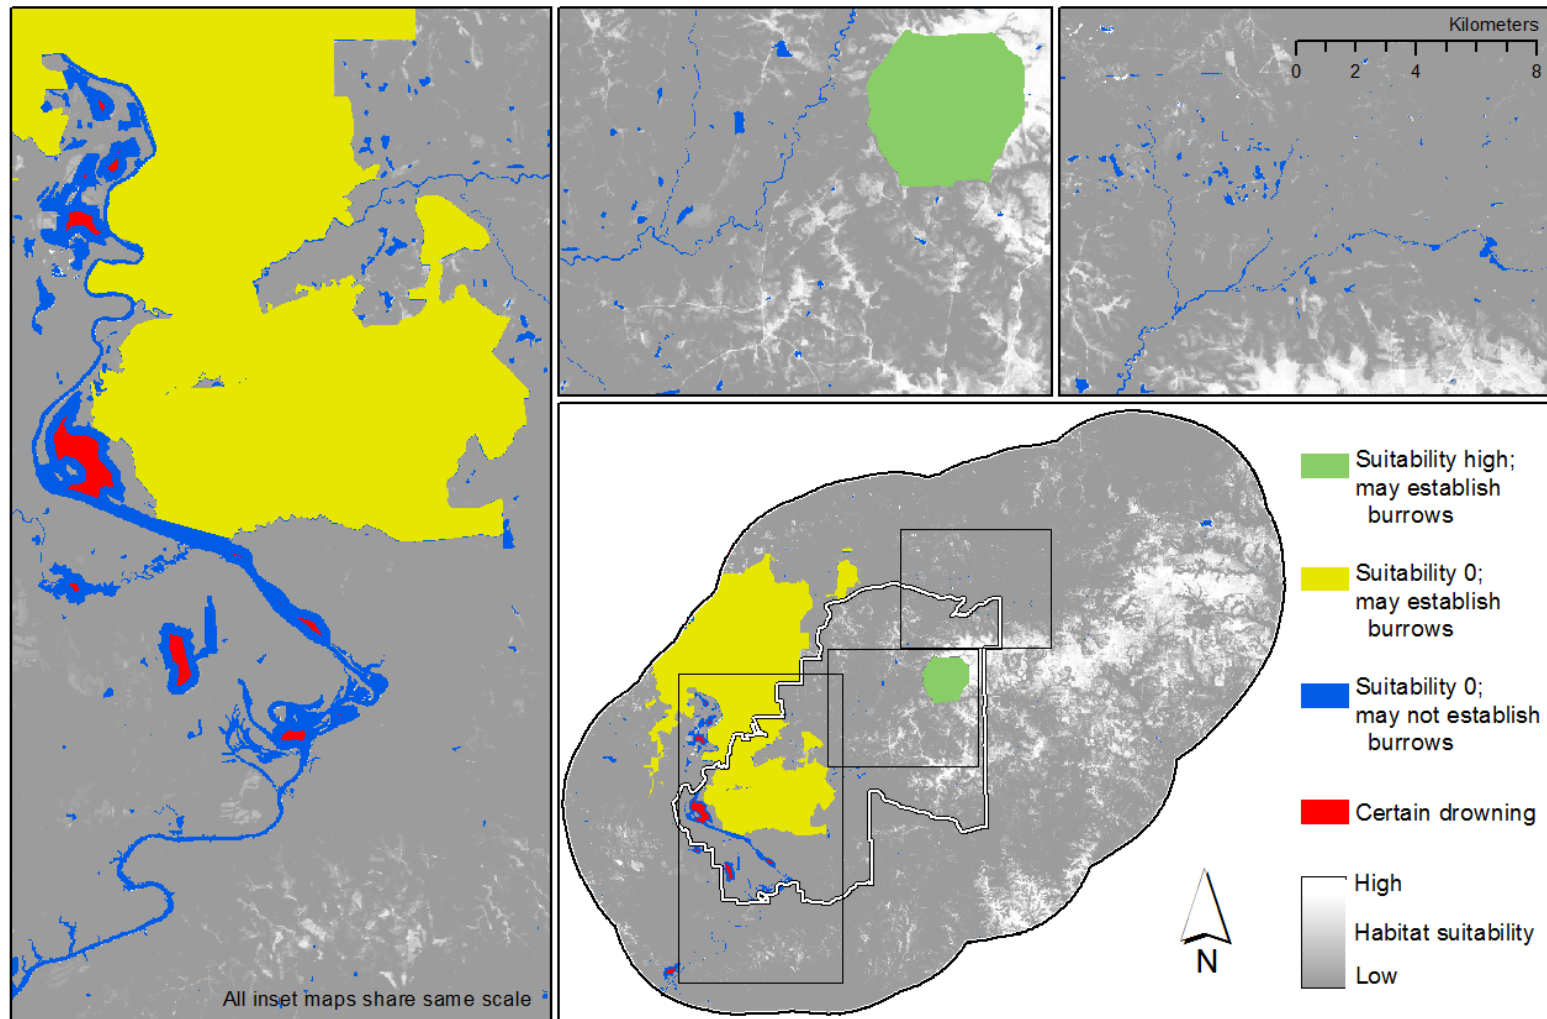 Kilometers
0 2 4 8
All inset maps share same scale
Suitability high;
may establish
burrows
Suitability 0;
may establish
burrows
Suitability 0;
may not establish
burrows
Certain drowning
High
Habitat suitability
Low
N